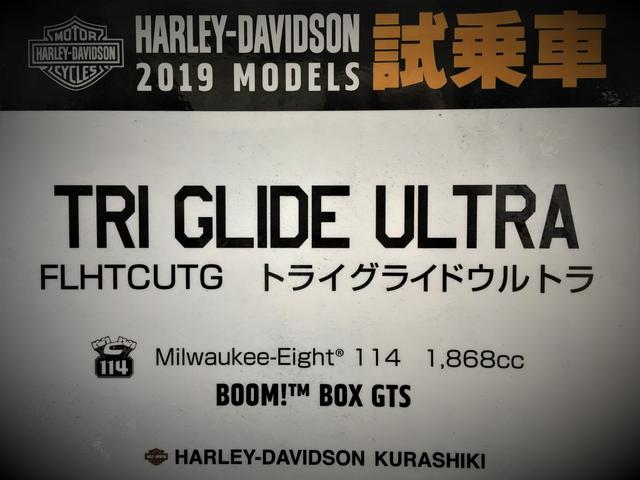 MOTOR
HARLEY-DAVIDSON
CYCLES
HARLEY-DAVIDSON
2019 MODELS
試乗車
TRI GLIDE ULTRA
FLHTCUTG トライグライドウルトラ
114
Milwaukee-Eight® 114 1,868cc
BOOM!™ BOX GTS
HARLEY-DAVIDSON KURASHIKI